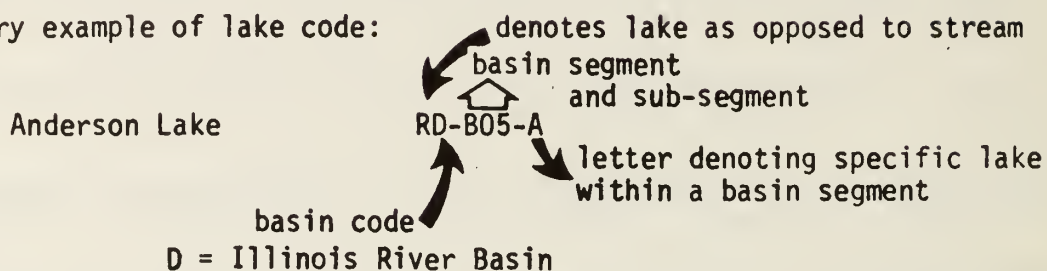 ry example of lake code: denotes lake as opposed to stream
basin segment
and sub-segment
Anderson Lake RD-B05-A
letter denoting specific lake
within a basin segment
basin code
D = Illinois River Basin